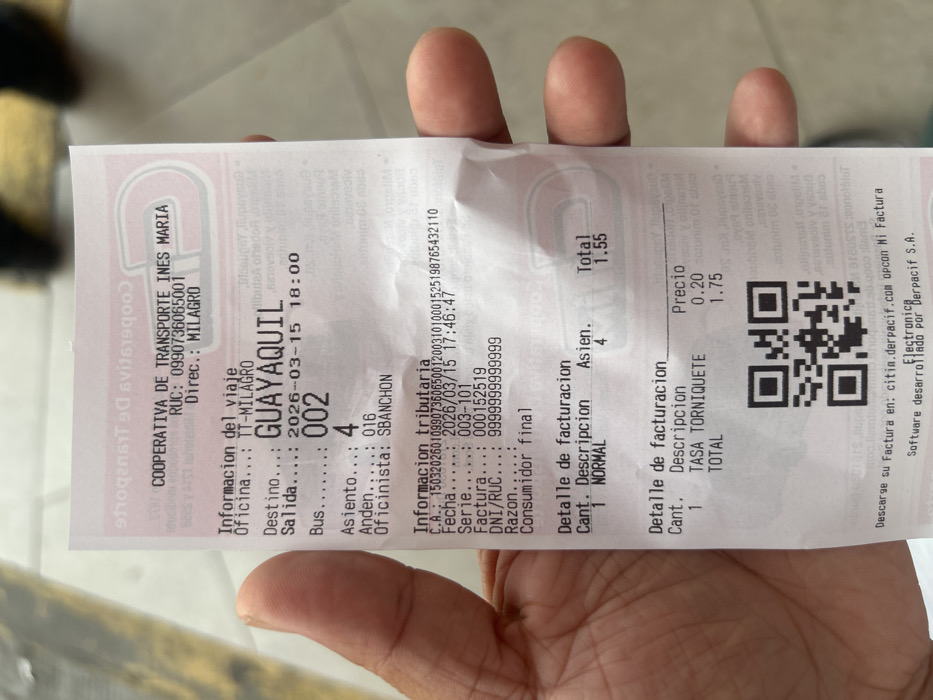 COOPERATIVA DE TRANSPORTE INES MARIA
RUC: 0990736065001
Direc.: MILAGRO
Informacion del viaje
Oficina..: TT-MILAGRO
Destino..: GUAYAQUIL
Salida...: 2026-03-15 18:00
Bus......: 002
Asiento..: 4
Anden....: 016
Oficinista: SBANCHON
Informacion tributaria
C.A.: 1503202601099073606500120031010001525198765432110
Fecha....: 2026/03/15 17:46:47
Serie....: 003-101
Factura ..: 000152519
DNI/RUC..: 9999999999999
Razon....:
Consumidor final
Detalle de facturacion
Cant. Descripcion Asien. Total
1 NORMAL 4 1.55
Detalle de facturacion
Cant. Descripcion Precio
1 TASA TORNIQUETE 0.20
TOTAL 1.75
Descarge su Factura en: citin.derpacif.com opcon Mi Factura
Electronica
Software desarrollado por Derpacif S.A.